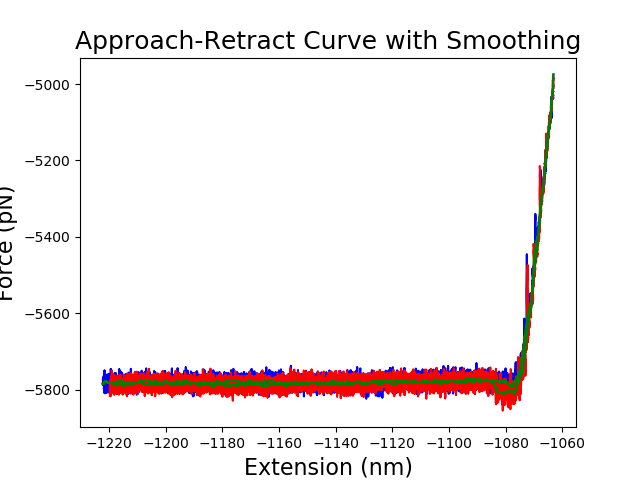 Approach-Retract Curve with Smoothing
Force (pN)
−5000
−5200
−5400
−5600
−5800
−1220 −1200 −1180 −1160 −1140 −1120 −1100 −1080 −1060
Extension (nm)